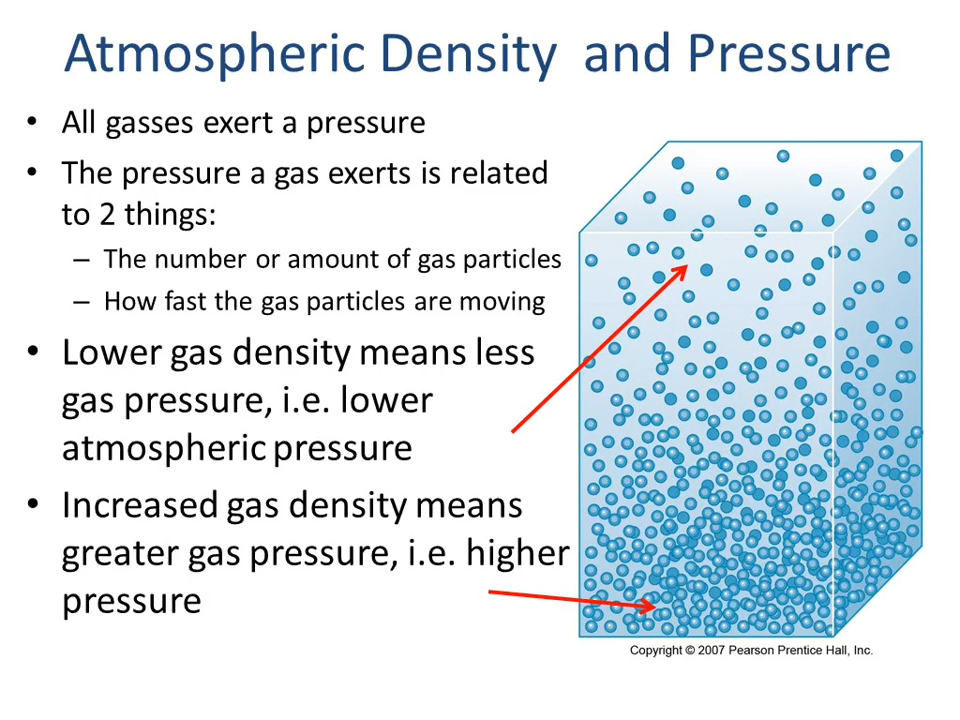 Atmospheric Density and Pressure
• All gasses exert a pressure
• The pressure a gas exerts is related
to 2 things:
– The number or amount of gas particles
– How fast the gas particles are moving
• Lower gas density means less
gas pressure, i.e. lower
atmospheric pressure
• Increased gas density means
greater gas pressure, i.e. higher
pressure
Copyright © 2007 Pearson Prentice Hall, Inc.